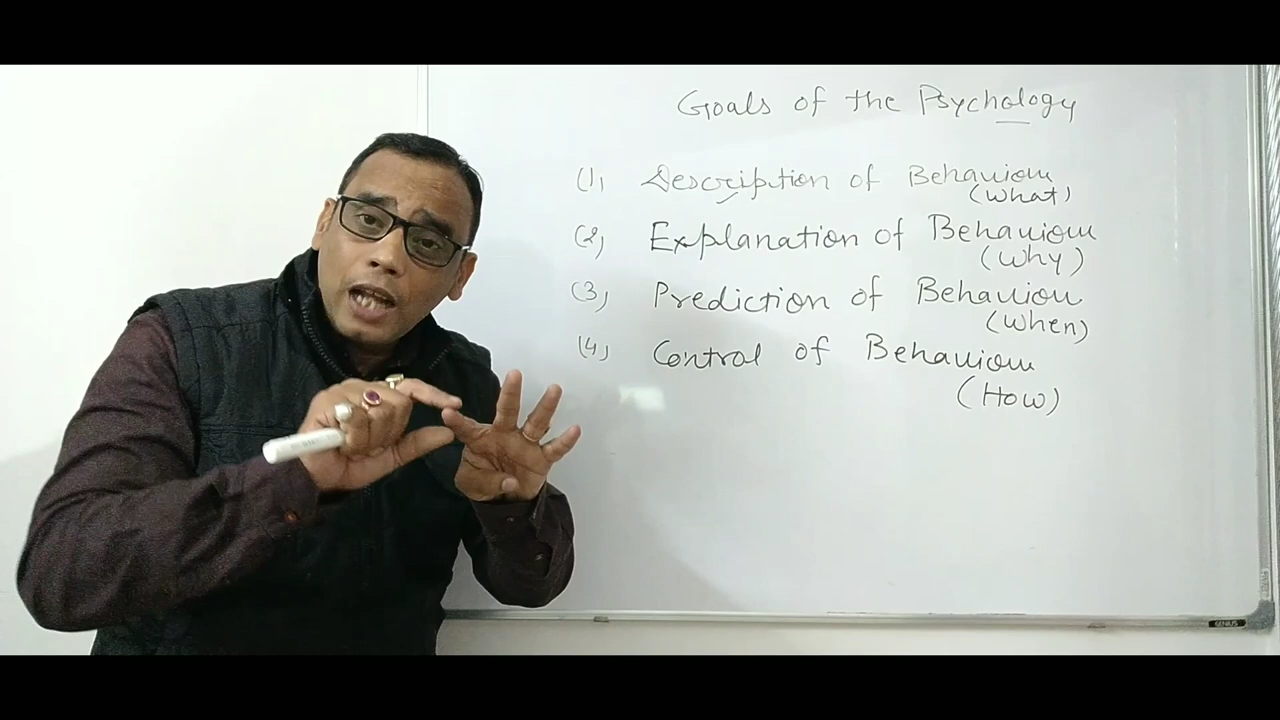 Goals of the Psychology
(1) Description of Behaviour
(What)
(2) Explanation of Behaviour
(Why)
(3) Prediction of Behaviour
(When)
(4) Control of Behaviour
(How)
GENIUS